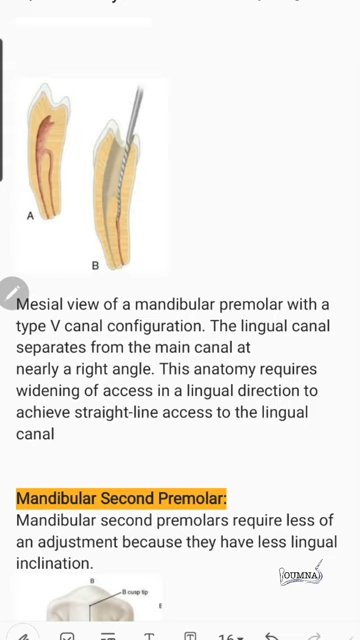 A
B
Mesial view of a mandibular premolar with a
type V canal configuration. The lingual canal
separates from the main canal at
nearly a right angle. This anatomy requires
widening of access in a lingual direction to
achieve straight-line access to the lingual
canal
Mandibular Second Premolar:
Mandibular second premolars require less of
an adjustment because they have less lingual
inclination.
OUMNA
B
B cusp tip
T
T
16